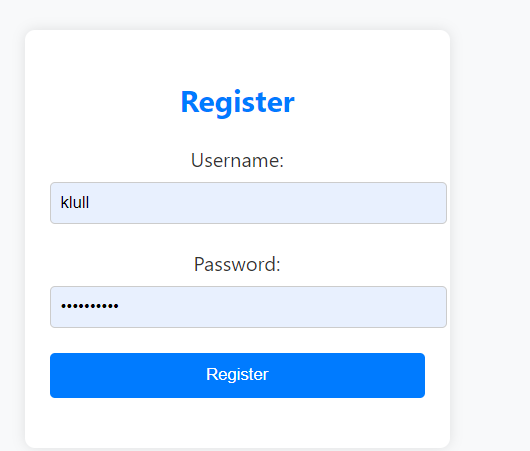 Register
Username:
klull
Password:
••••••••••
Register